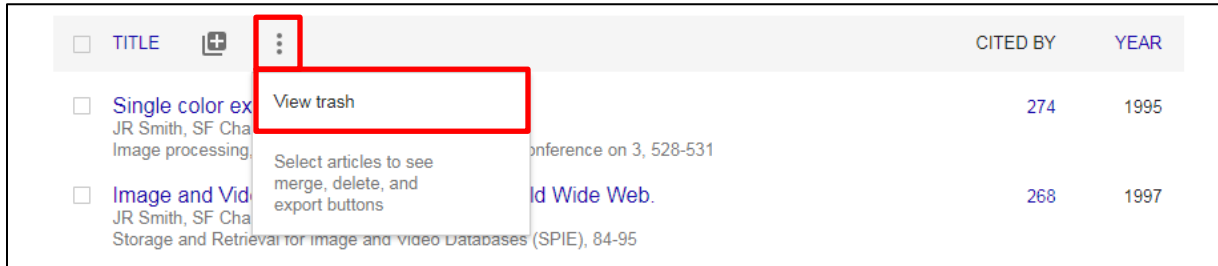 TITLE CITED BY YEAR
Single color ex View trash 274 1995
JR Smith, SF Cha
Image processing, onference on 3, 528-531
Select articles to see
merge, delete, and
export buttons
Image and Vid ld Wide Web. 268 1997
JR Smith, SF Cha
Storage and Retrieval for Image and Video Databases (SPIE), 84-95